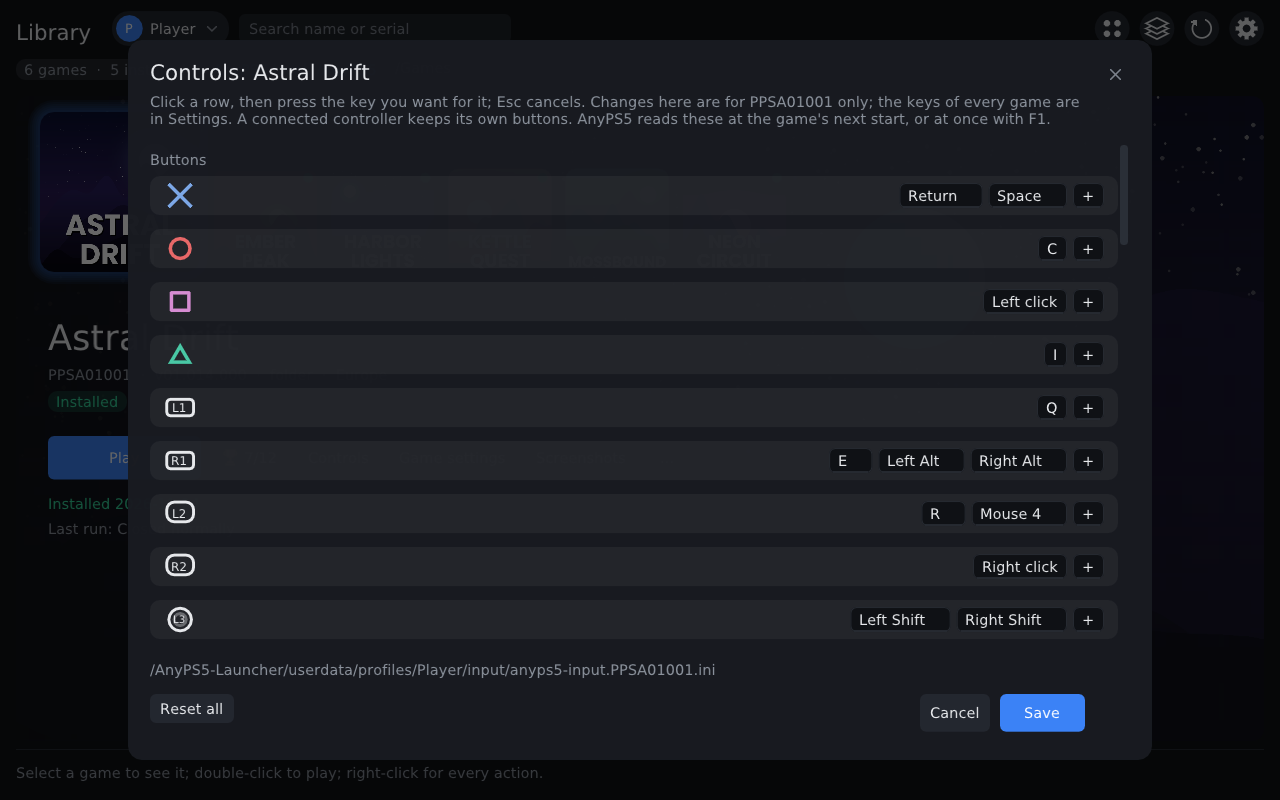 Library
P Player
Search name or serial
6 games · 5 i
Controls: Astral Drift
Click a row, then press the key you want for it; Esc cancels. Changes here are for PPSA01001 only; the keys of every game are
in Settings. A connected controller keeps its own buttons. AnyPS5 reads these at the game's next start, or at once with F1.
Buttons
Return Space +
C +
Left click +
I +
L1 Q +
R1 E Left Alt Right Alt +
L2 R Mouse 4 +
R2 Right click +
L3 Left Shift Right Shift +
ASTR
DRI
Astral Drift
PPSA01001
Installed
Pla
Installed 20
Last run: C
/AnyPS5-Launcher/userdata/profiles/Player/input/anyps5-input.PPSA01001.ini
Reset all
Cancel
Save
Select a game to see it; double-click to play; right-click for every action.